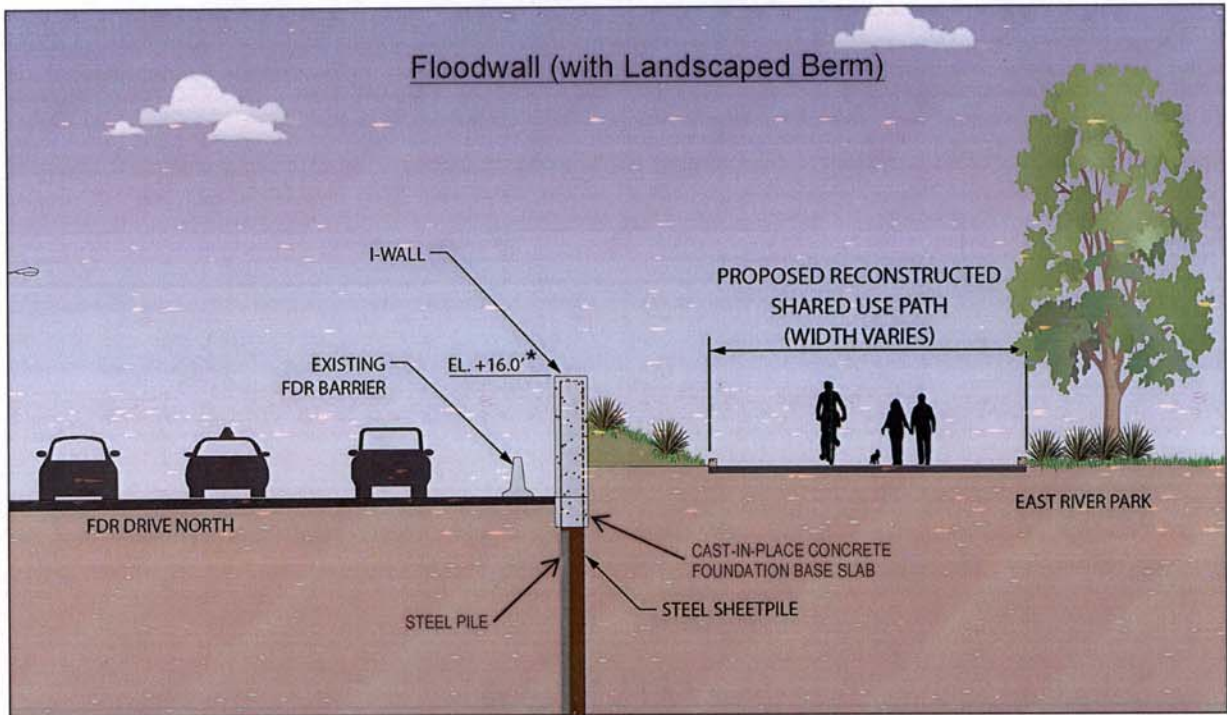 Floodwall (with Landscaped Berm)
I-WALL
PROPOSED RECONSTRUCTED
SHARED USE PATH
(WIDTH VARIES)
EXISTING
FDR BARRIER
EL. +16.0'*
FDR DRIVE NORTH
EAST RIVER PARK
CAST-IN-PLACE CONCRETE
FOUNDATION BASE SLAB
STEEL PILE
STEEL SHEETPILE